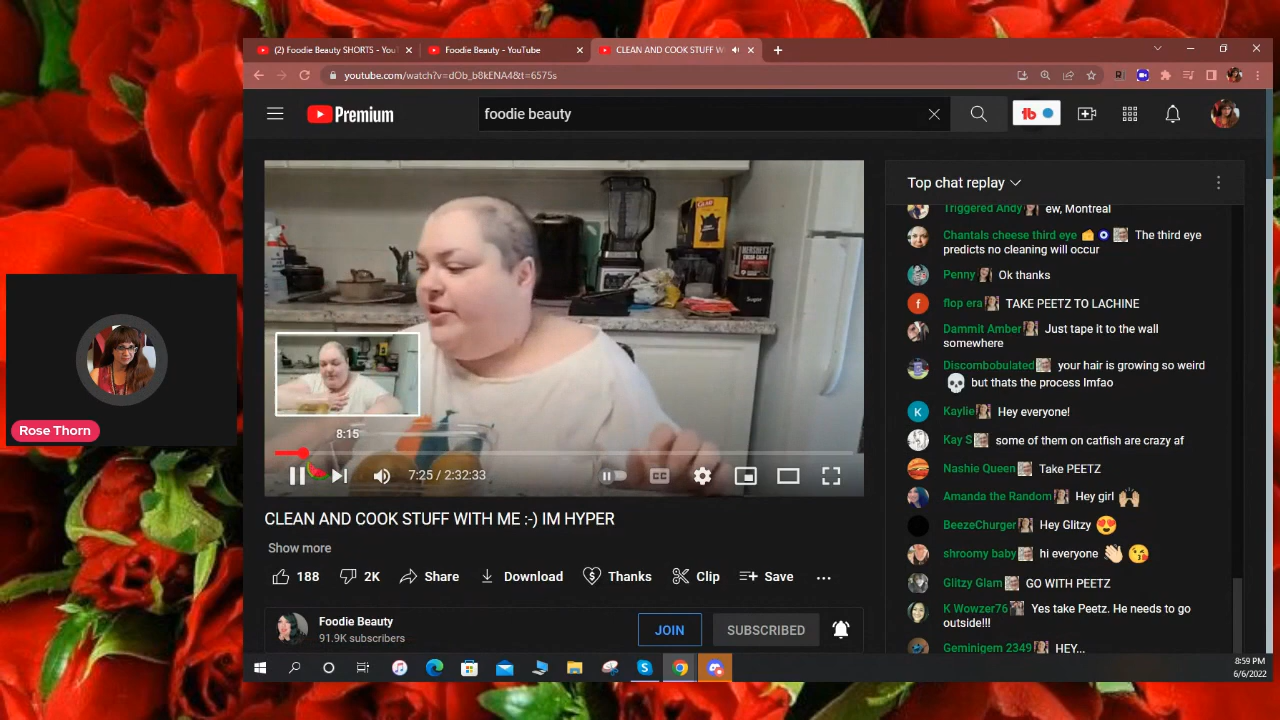 (2) Foodie Beauty SHORTS - You
Foodie Beauty - YouTube
CLEAN AND COOK STUFF W
youtube.com/watch?v=dOb_b8kENA4&t=6575s
Premium
foodie beauty
tb
Top chat replay
Triggered Andy ew, Montreal
Chantals cheese third eye The third eye
predicts no cleaning will occur
Penny Ok thanks
flop era TAKE PEETZ TO LACHINE
Dammit Amber Just tape it to the wall
somewhere
Discombobulated your hair is growing so weird
but thats the process lmfao
Kaylie Hey everyone!
Kay S some of them on catfish are crazy af
Nashie Queen Take PEETZ
Amanda the Random Hey girl
BeezeChurger Hey Glitzy
shroomy baby hi everyone
Glitzy Glam GO WITH PEETZ
K Wowzer76 Yes take Peetz. He needs to go
outside!!!
Geminigem 2349 HEY...
GLAD
HERSHEY'S
COCOA CACAO
Sugar
8:15
7:25 / 2:32:33
CC
CLEAN AND COOK STUFF WITH ME :-) IM HYPER
Show more
188
2K
Share
Download
Thanks
Clip
Save
Foodie Beauty
91.9K subscribers
JOIN
SUBSCRIBED
Rose Thorn
8:59 PM
6/6/2022